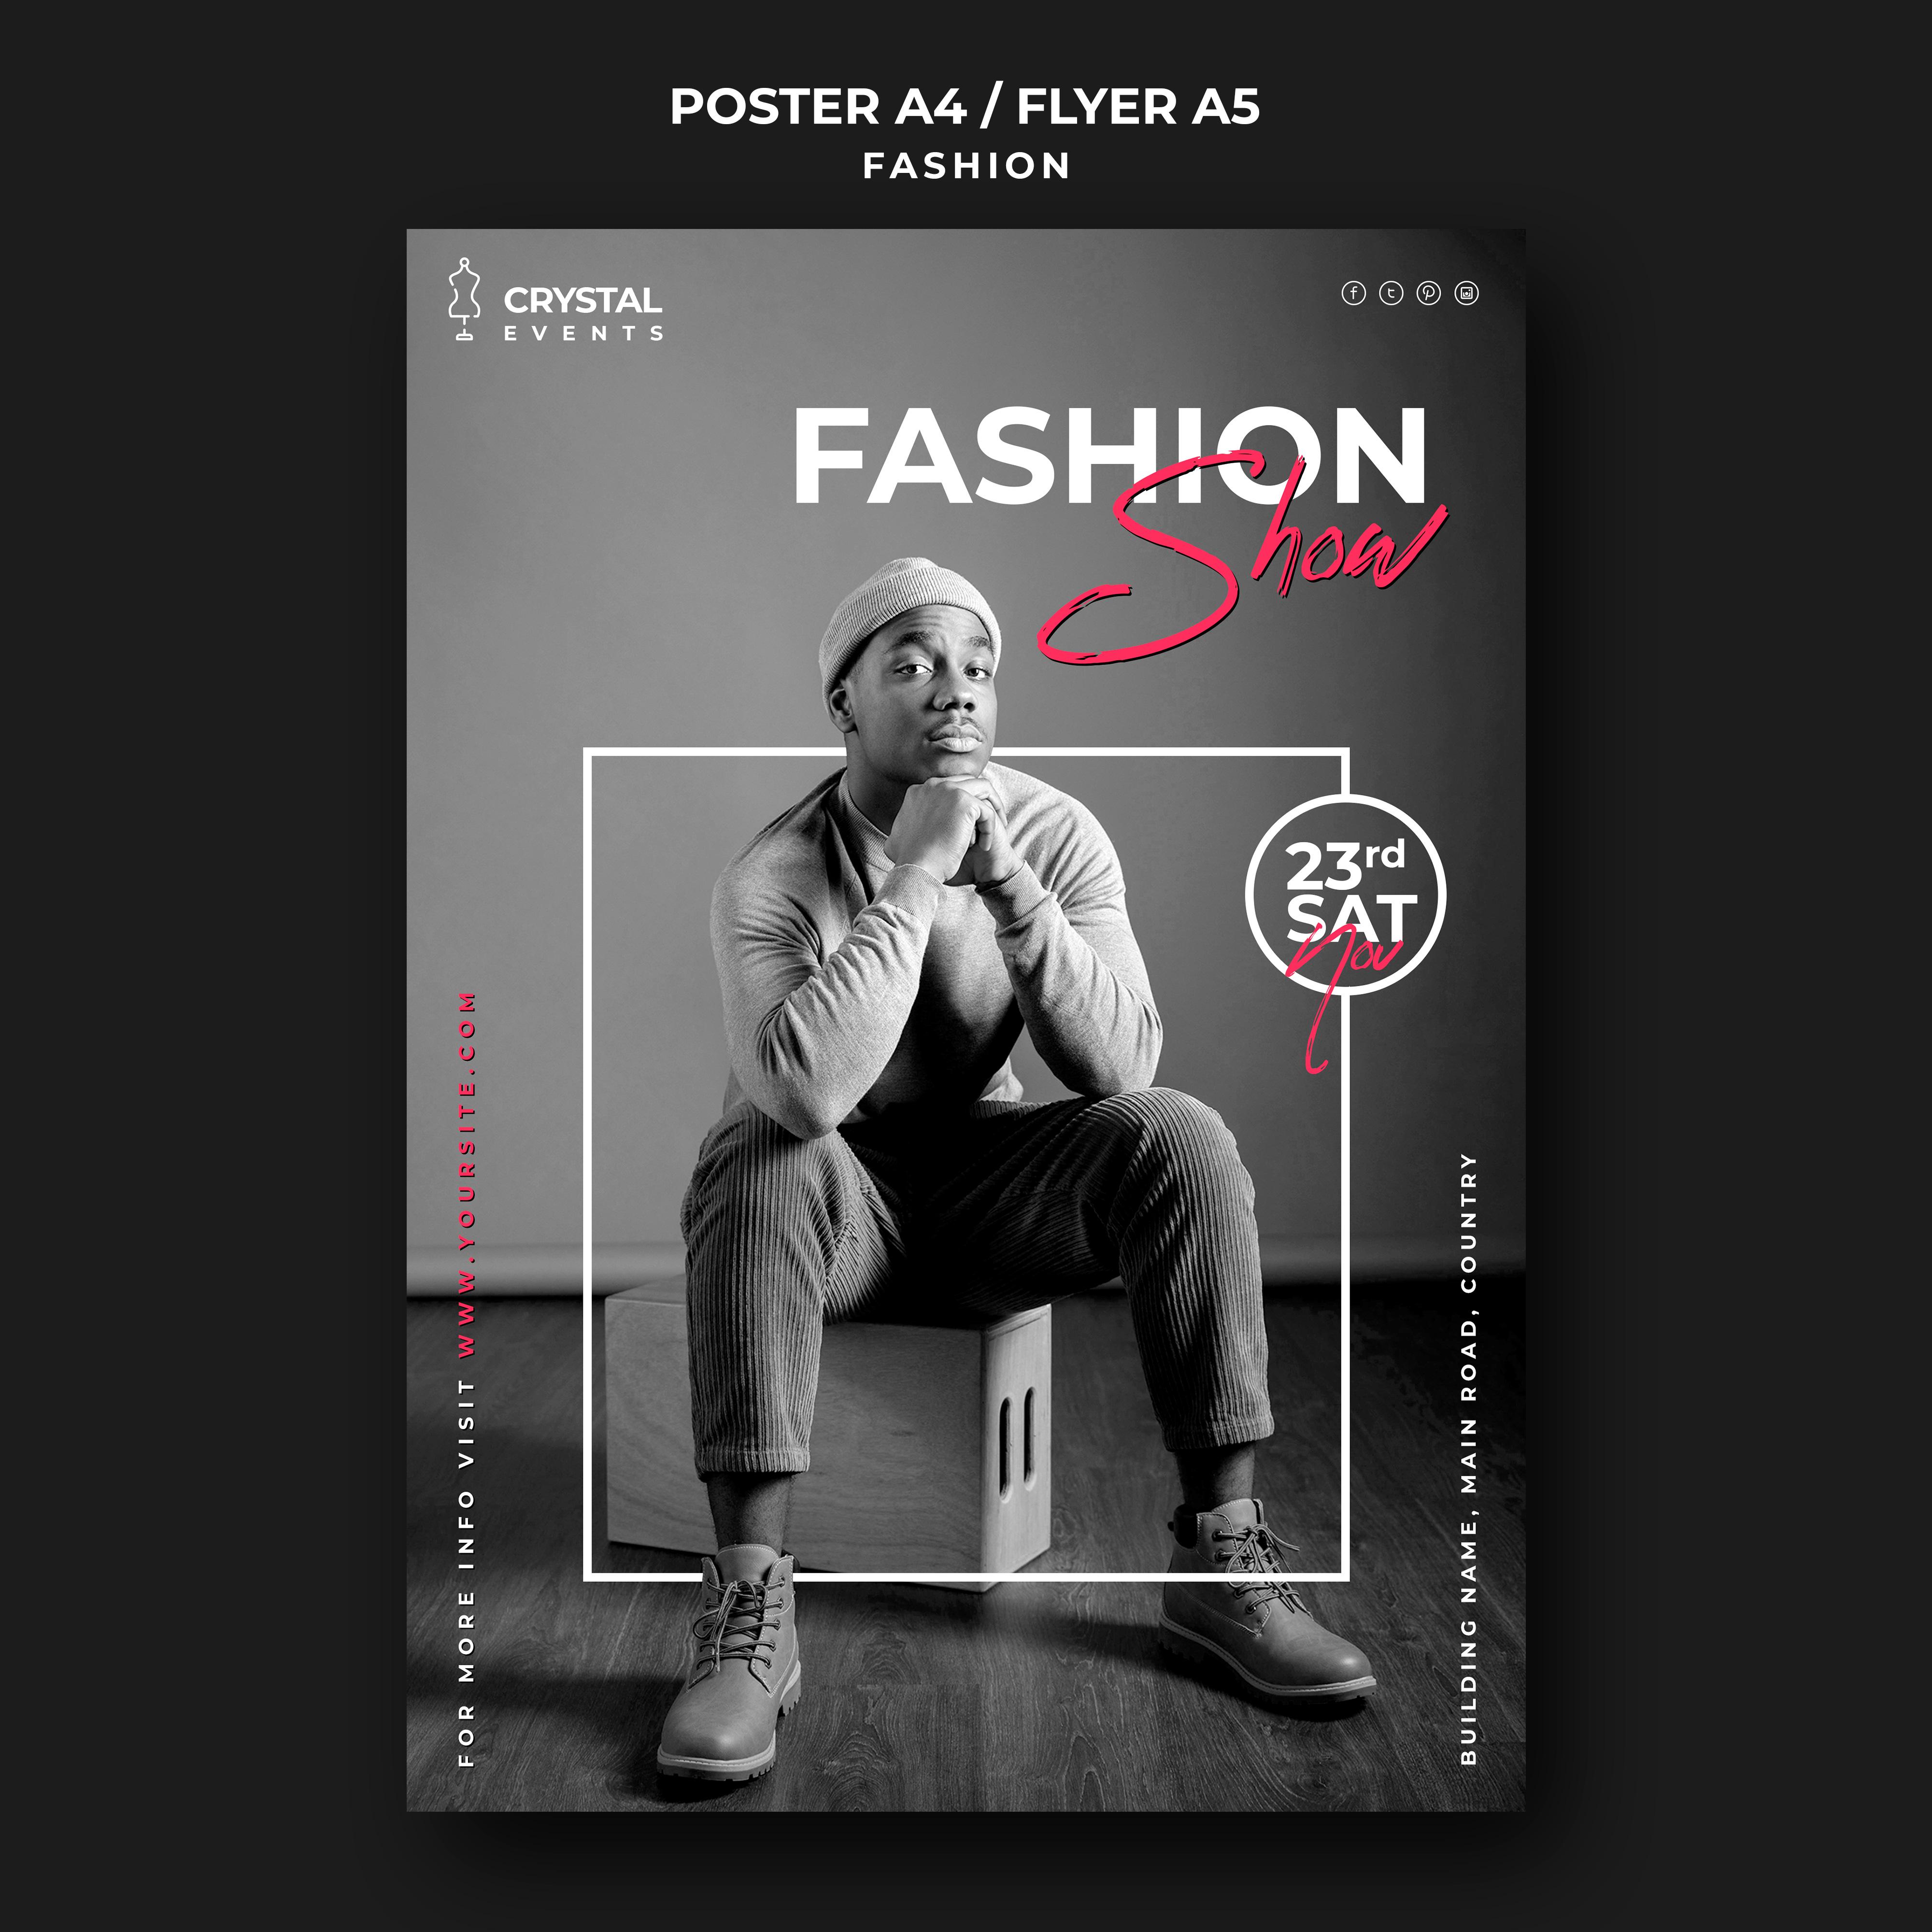 POSTER A4 / FLYER A5
FASHION
CRYSTAL
EVENTS
FASHION
Show
23rd
SAT
Nov
FOR MORE INFO VISIT WWW.YOURSITE.COM
BUILDING NAME, MAIN ROAD, COUNTRY